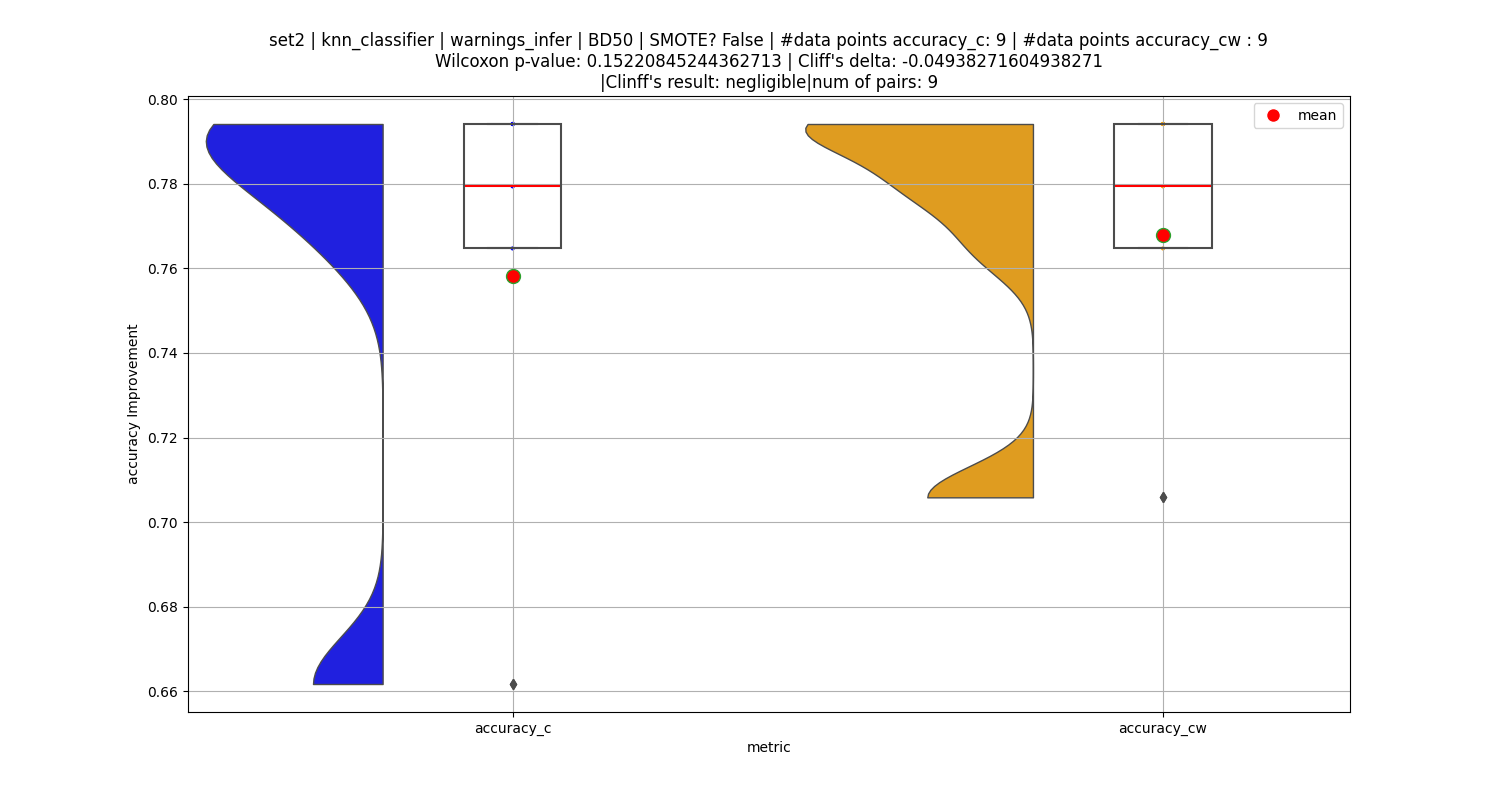 set2 | knn_classifier | warnings_infer | BD50 | SMOTE? False | #data points accuracy_c: 9 | #data points accuracy_cw : 9
Wilcoxon p-value: 0.15220845244362713 | Cliff's delta: -0.04938271604938271
|Clinff's result: negligible|num of pairs: 9
mean
0.80
0.78
0.76
0.74
0.72
0.70
0.68
0.66
accuracy Improvement
accuracy_c
accuracy_cw
metric